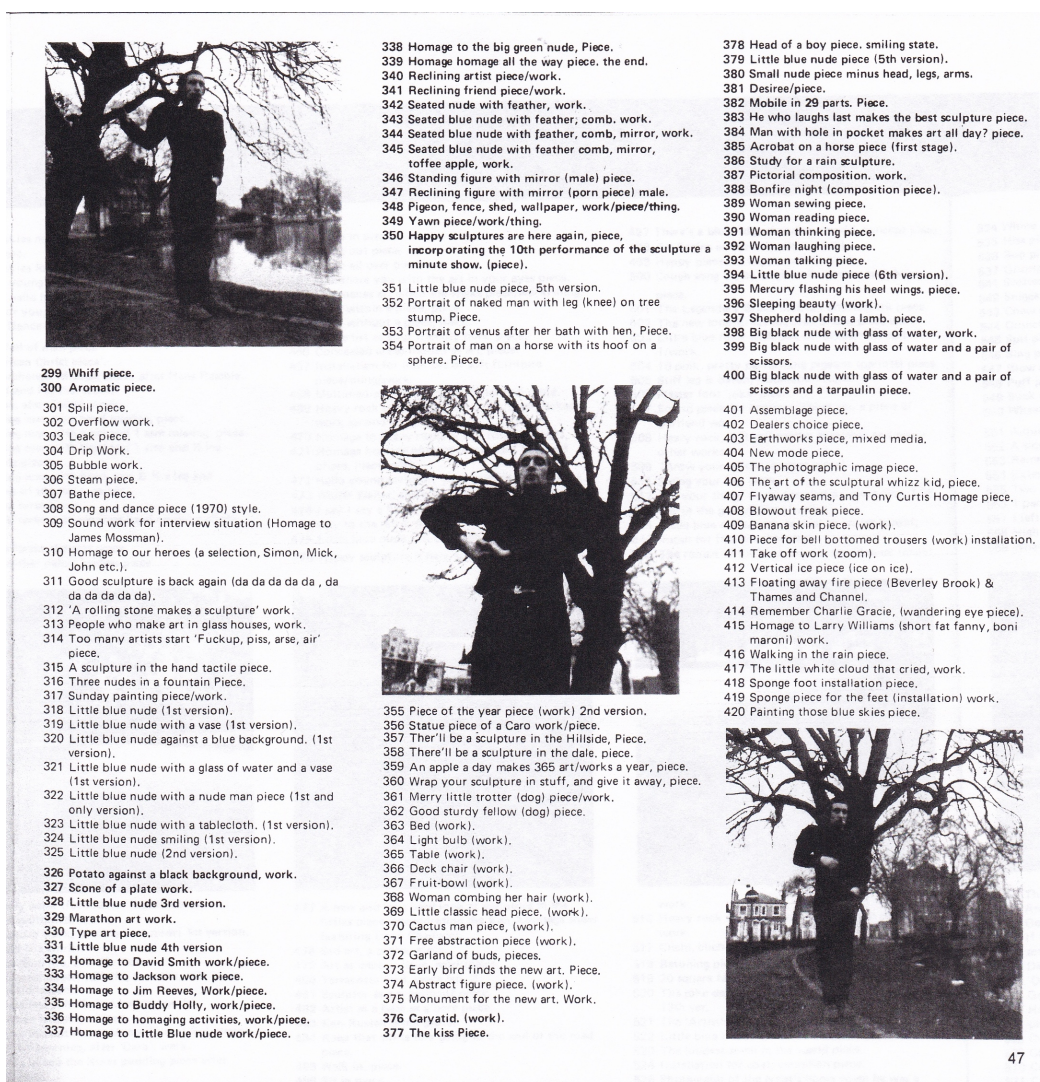 299 Whiff piece.
300 Aromatic piece.
301 Spill piece.
302 Overflow work.
303 Leak piece.
304 Drip Work.
305 Bubble work.
306 Steam piece.
307 Bathe piece.
308 Song and dance piece (1970) style.
309 Sound work for interview situation (Homage to
James Mossman).
310 Homage to our heroes (a selection, Simon, Mick,
John etc.).
311 Good sculpture is back again (da da da da da , da
da da da da da).
312 'A rolling stone makes a sculpture' work.
313 People who make art in glass houses, work.
314 Too many artists start 'Fuckup, piss, arse, air'
piece.
315 A sculpture in the hand tactile piece.
316 Three nudes in a fountain Piece.
317 Sunday painting piece/work.
318 Little blue nude (1st version).
319 Little blue nude with a vase (1st version).
320 Little blue nude against a blue background. (1st
version).
321 Little blue nude with a glass of water and a vase
(1st version).
322 Little blue nude with a nude man piece (1st and
only version).
323 Little blue nude with a tablecloth. (1st version).
324 Little blue nude smiling (1st version).
325 Little blue nude (2nd version).
326 Potato against a black background, work.
327 Scone of a plate work.
328 Little blue nude 3rd version.
329 Marathon art work.
330 Type art piece.
331 Little blue nude 4th version
332 Homage to David Smith work/piece.
333 Homage to Jackson work piece.
334 Homage to Jim Reeves, Work/piece.
335 Homage to Buddy Holly, work/piece.
336 Homage to homaging activities, work/piece.
337 Homage to Little Blue nude work/piece.
338 Homage to the big green nude, Piece.
339 Homage homage all the way piece. the end.
340 Reclining artist piece/work.
341 Reclining friend piece/work.
342 Seated nude with feather, work.
343 Seated blue nude with feather, comb. work.
344 Seated blue nude with feather, comb, mirror, work.
345 Seated blue nude with feather comb, mirror,
toffee apple, work.
346 Standing figure with mirror (male) piece.
347 Reclining figure with mirror (porn piece) male.
348 Pigeon, fence, shed, wallpaper, work/piece/thing.
349 Yawn piece/work/thing.
350 Happy sculptures are here again, piece,
incorporating the 10th performance of the sculpture a
minute show. (piece).
351 Little blue nude piece, 5th version.
352 Portrait of naked man with leg (knee) on tree
stump. Piece.
353 Portrait of venus after her bath with hen, Piece.
354 Portrait of man on a horse with its hoof on a
sphere. Piece.
355 Piece of the year piece (work) 2nd version.
356 Statue piece of a Caro work/piece.
357 Ther'll be a sculpture in the Hillside, Piece.
358 There'll be a sculpture in the dale. piece.
359 An apple a day makes 365 art/works a year, piece.
360 Wrap your sculpture in stuff, and give it away, piece.
361 Merry little trotter (dog) piece/work.
362 Good sturdy fellow (dog) piece.
363 Bed (work).
364 Light bulb (work).
365 Table (work).
366 Deck chair (work).
367 Fruit-bowl (work).
368 Woman combing her hair (work).
369 Little classic head piece. (work).
370 Cactus man piece, (work).
371 Free abstraction piece (work).
372 Garland of buds, pieces.
373 Early bird finds the new art. Piece.
374 Abstract figure piece. (work).
375 Monument for the new art. Work.
376 Caryatid. (work).
377 The kiss Piece.
378 Head of a boy piece. smiling state.
379 Little blue nude piece (5th version).
380 Small nude piece minus head, legs, arms.
381 Desiree/piece.
382 Mobile in 29 parts. Piece.
383 He who laughs last makes the best sculpture piece.
384 Man with hole in pocket makes art all day? piece.
385 Acrobat on a horse piece (first stage).
386 Study for a rain sculpture.
387 Pictorial composition. work.
388 Bonfire night (composition piece).
389 Woman sewing piece.
390 Woman reading piece.
391 Woman thinking piece.
392 Woman laughing piece.
393 Woman talking piece.
394 Little blue nude piece (6th version).
395 Mercury flashing his heel wings. piece.
396 Sleeping beauty (work).
397 Shepherd holding a lamb. piece.
398 Big black nude with glass of water, work.
399 Big black nude with glass of water and a pair of
scissors.
400 Big black nude with glass of water and a pair of
scissors and a tarpaulin piece.
401 Assemblage piece.
402 Dealers choice piece.
403 Earthworks piece, mixed media.
404 New mode piece.
405 The photographic image piece.
406 The art of the sculptural whizz kid, piece.
407 Flyaway seams, and Tony Curtis Homage piece.
408 Blowout freak piece.
409 Banana skin piece. (work).
410 Piece for bell bottomed trousers (work) installation.
411 Take off work (zoom).
412 Vertical ice piece (ice on ice).
413 Floating away fire piece (Beverley Brook) &
Thames and Channel.
414 Remember Charlie Gracie, (wandering eye piece).
415 Homage to Larry Williams (short fat fanny, boni
maroni) work.
416 Walking in the rain piece.
417 The little white cloud that cried, work.
418 Sponge foot installation piece.
419 Sponge piece for the feet (installation) work.
420 Painting those blue skies piece.
47